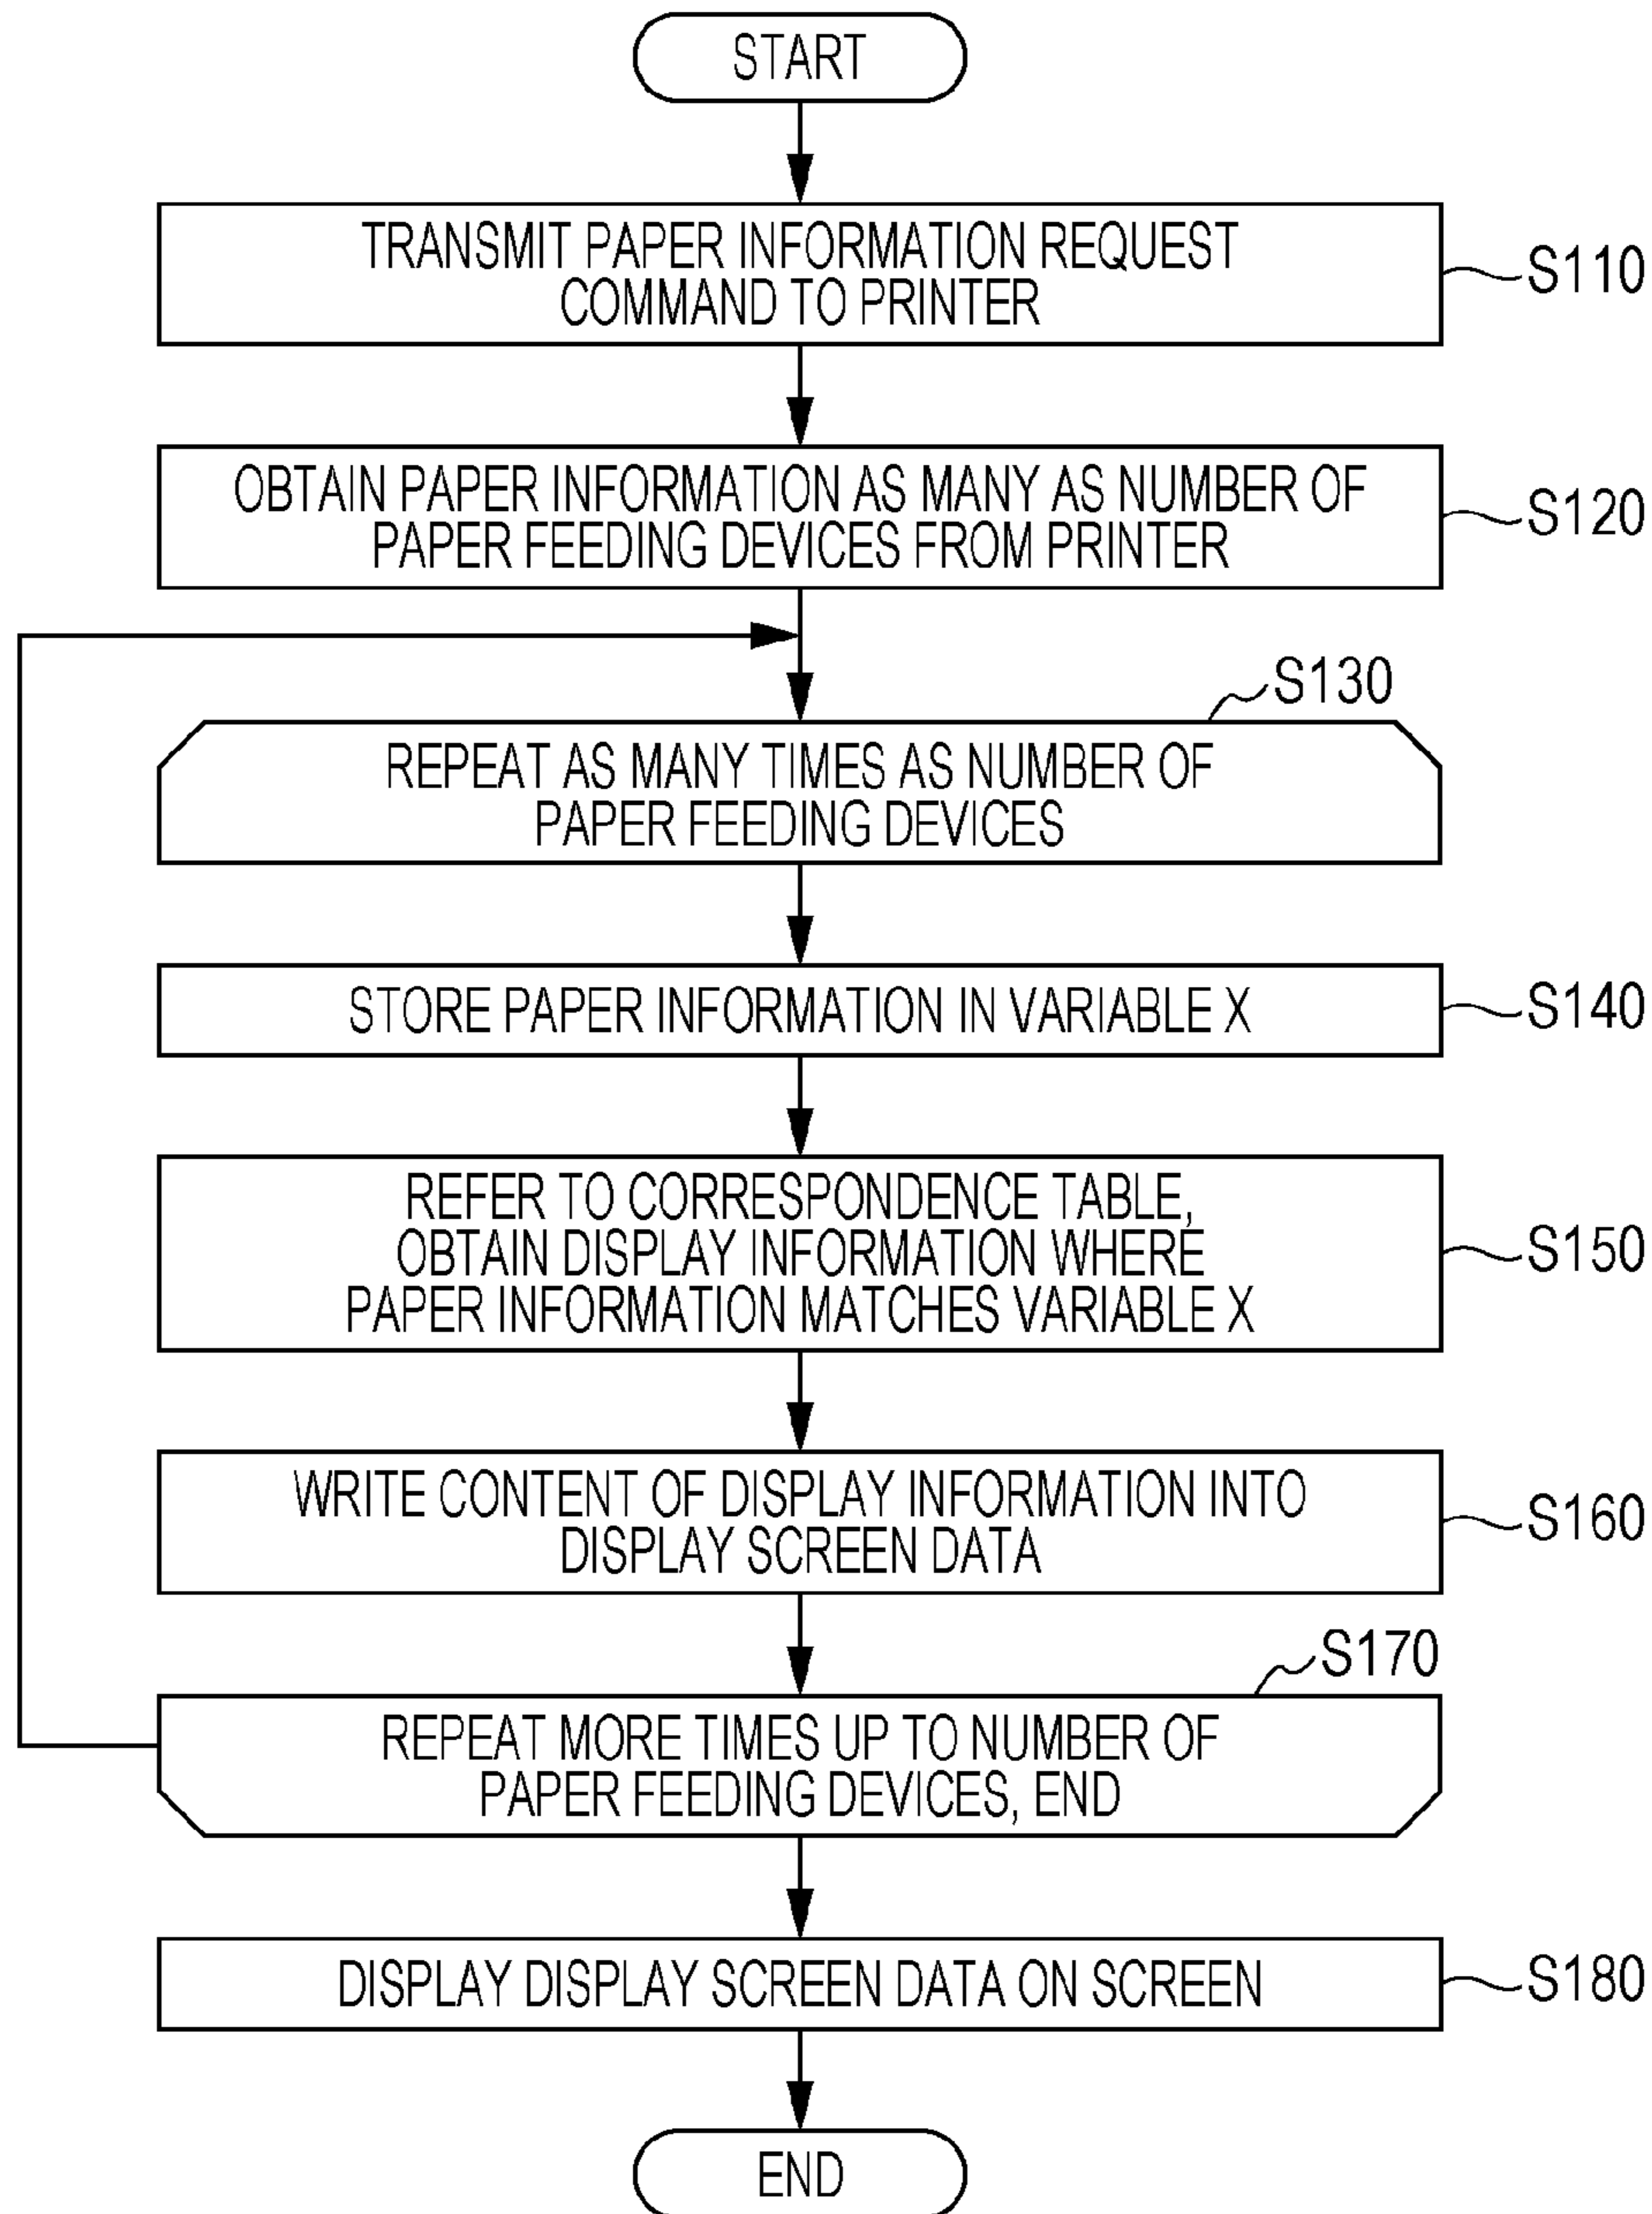 START
TRANSMIT PAPER INFORMATION REQUEST
COMMAND TO PRINTER
S110
OBTAIN PAPER INFORMATION AS MANY AS NUMBER OF
PAPER FEEDING DEVICES FROM PRINTER
S120
S130
REPEAT AS MANY TIMES AS NUMBER OF
PAPER FEEDING DEVICES
STORE PAPER INFORMATION IN VARIABLE X
S140
REFER TO CORRESPONDENCE TABLE,
OBTAIN DISPLAY INFORMATION WHERE
PAPER INFORMATION MATCHES VARIABLE X
S150
WRITE CONTENT OF DISPLAY INFORMATION INTO
DISPLAY SCREEN DATA
S160
S170
REPEAT MORE TIMES UP TO NUMBER OF
PAPER FEEDING DEVICES, END
DISPLAY DISPLAY SCREEN DATA ON SCREEN
S180
END